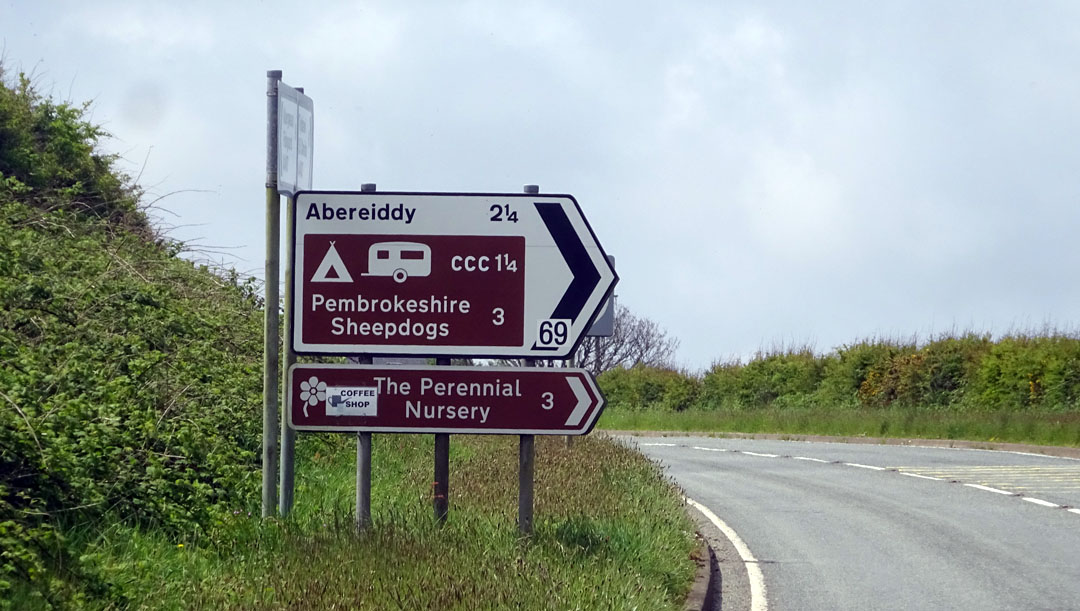 Abereiddy 2¼
CCC 1¼
Pembrokeshire
Sheepdogs 3
69
The Perennial
Nursery 3
COFFEE
SHOP